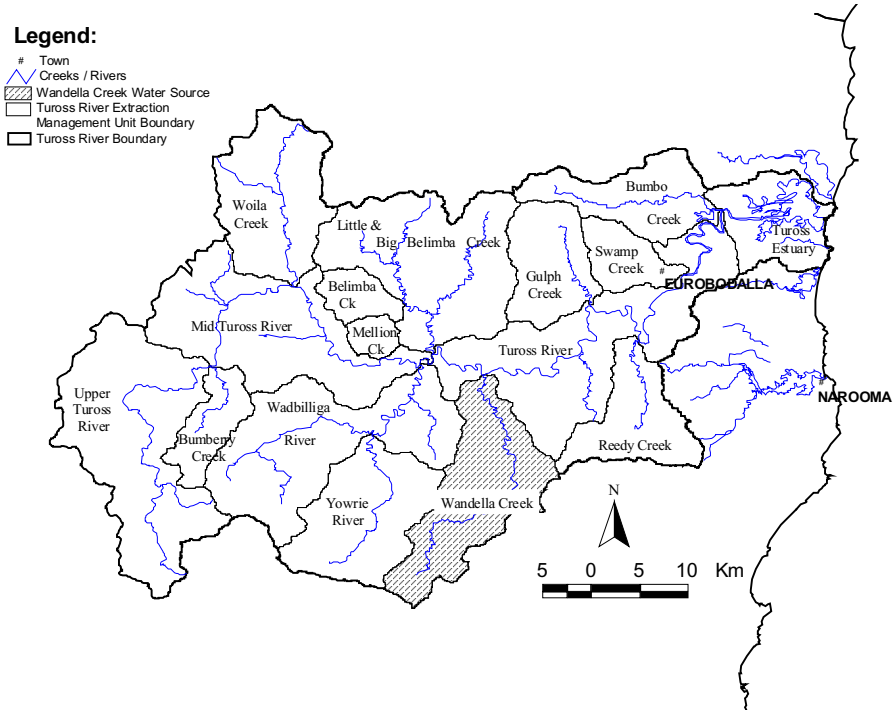 Legend:
# Town
Creeks / Rivers
Wandella Creek Water Source
Tuross River Extraction
Management Unit Boundary
Tuross River Boundary
Woila
Creek
Little &
Big Belimba Creek
Bumbo
Creek
Tuross
Estuary
Swamp
Creek
#
EUROBODALLA
Gulph
Creek
Belimba
Ck
Mellion
Ck
Mid Tuross River
Tuross River
#
NAROOMA
Upper
Tuross
River
Bumberry
Creek
Wadbilliga
River
Reedy Creek
Yowrie
River
Wandella Creek
N
5 0 5 10 Km